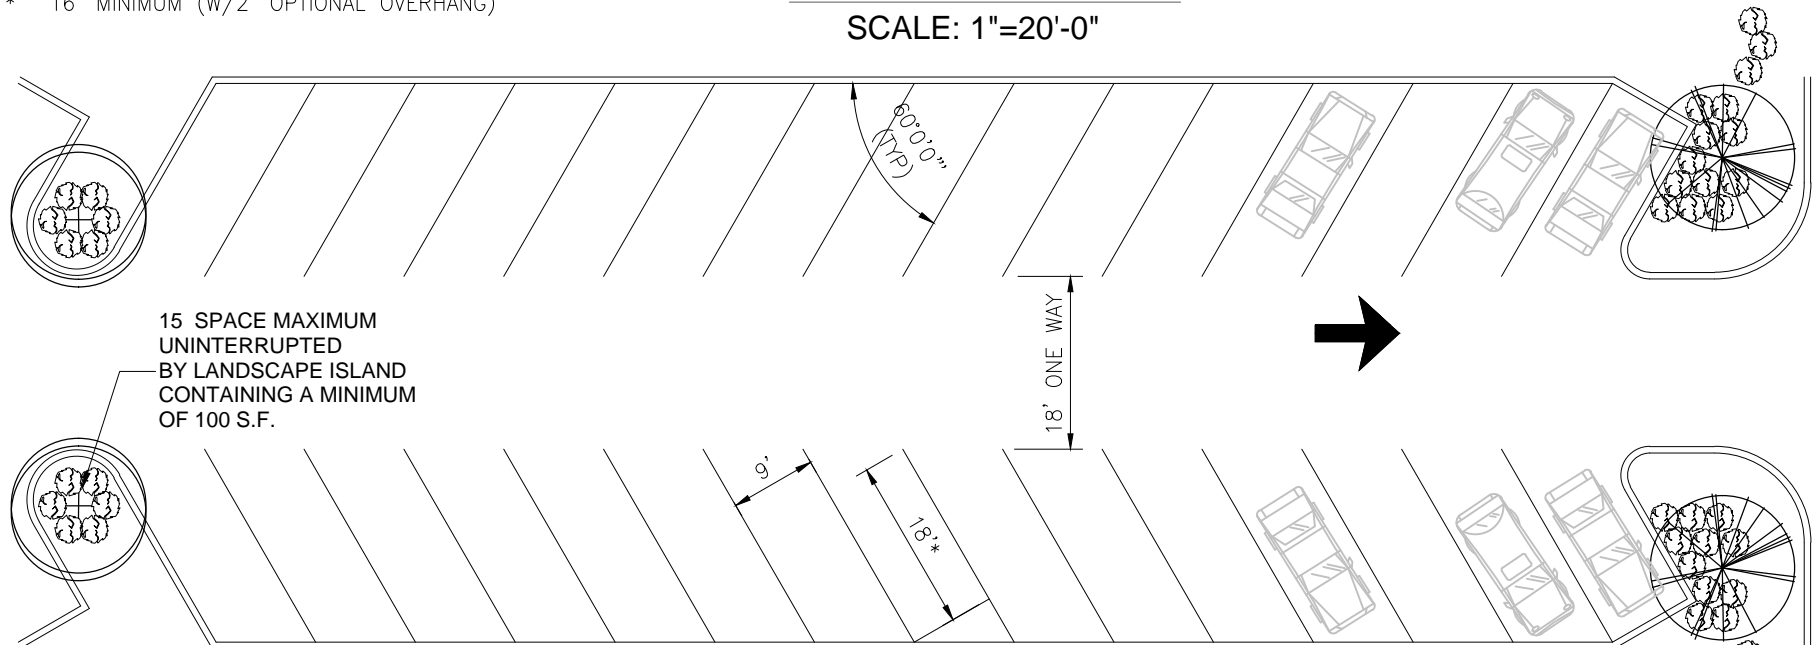 * 16' MINIMUM (W/2' OPTIONAL OVERHANG)
SCALE: 1"=20'-0"
60°0'0"
(TYP)
15 SPACE MAXIMUM
UNINTERRUPTED
BY LANDSCAPE ISLAND
CONTAINING A MINIMUM
OF 100 S.F.
18' ONE WAY
9'
18'*